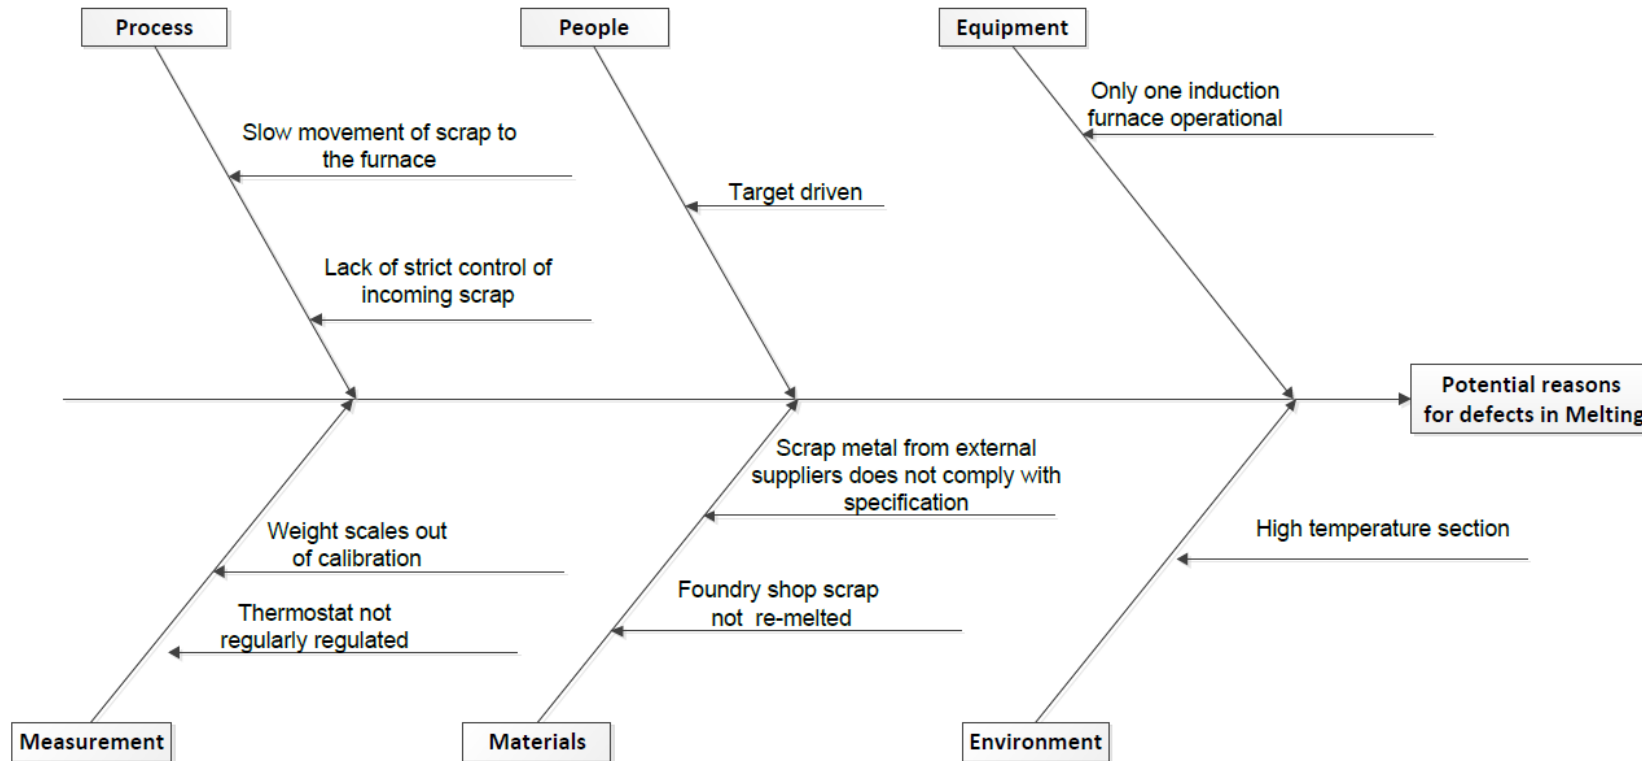 Process
People
Equipment
Only one induction
furnace operational
Slow movement of scrap to
the furnace
Target driven
Lack of strict control of
incoming scrap
Potential reasons
for defects in Melting
Scrap metal from external
suppliers does not comply with
specification
Weight scales out
of calibration
High temperature section
Foundry shop scrap
not re-melted
Thermostat not
regularly regulated
Measurement
Materials
Environment